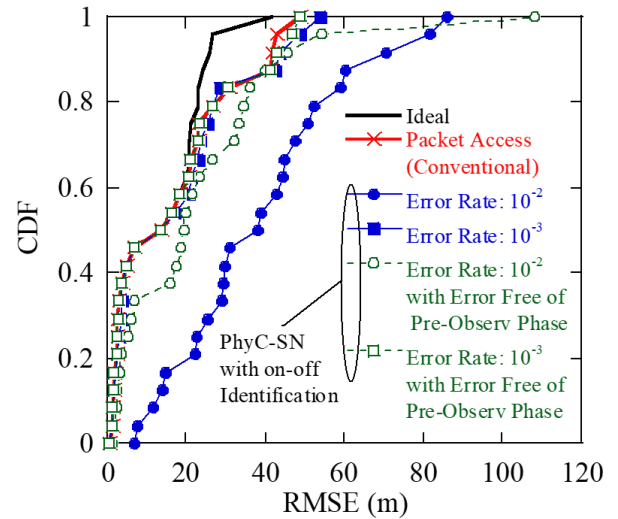 CDF
1
0.8
0.6
0.4
0.2
0
0
20
40
60
80
100
120
RMSE (m)
Ideal
Packet Access
(Conventional)
Error Rate: 10⁻²
Error Rate: 10⁻³
Error Rate: 10⁻²
with Error Free of
Pre-Observ Phase
Error Rate: 10⁻³
with Error Free of
Pre-Observ Phase
PhyC-SN
with on-off
Identification